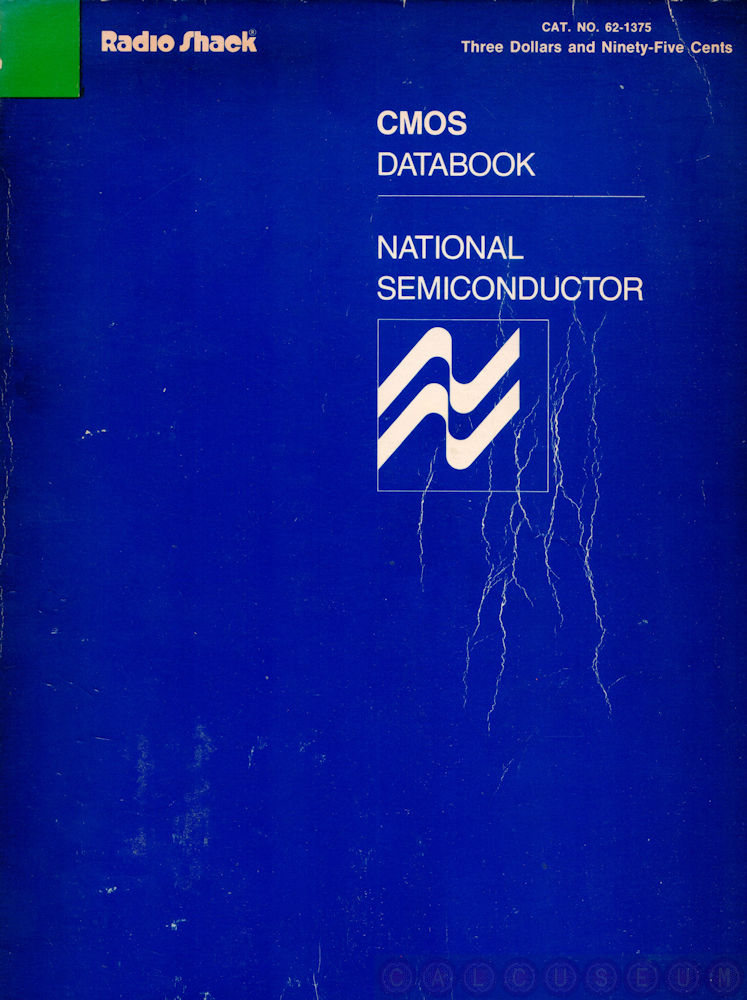 Radio Shack®
CAT. NO. 62-1375
Three Dollars and Ninety-Five Cents
CMOS
DATABOOK
NATIONAL
SEMICONDUCTOR
CALCUSEUM